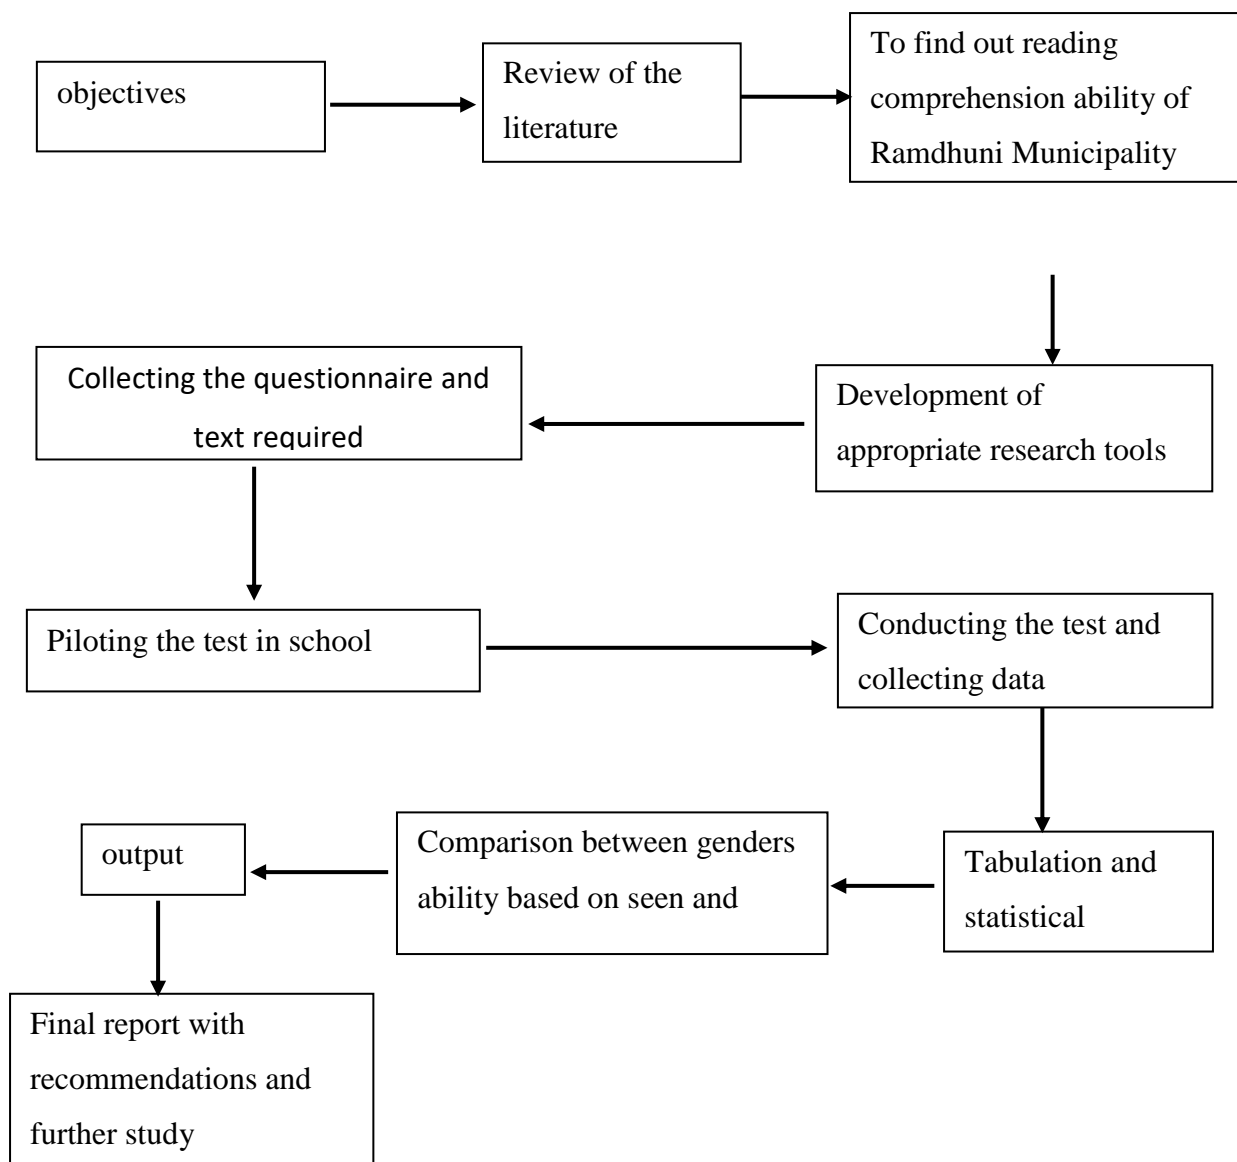 objectives
Review of the
literature
To find out reading
comprehension ability of
Ramdhuni Municipality
Development of
appropriate research tools
Collecting the questionnaire and
text required
Piloting the test in school
Conducting the test and
collecting data
Tabulation and
statistical
Comparison between genders
ability based on seen and
output
Final report with
recommendations and
further study